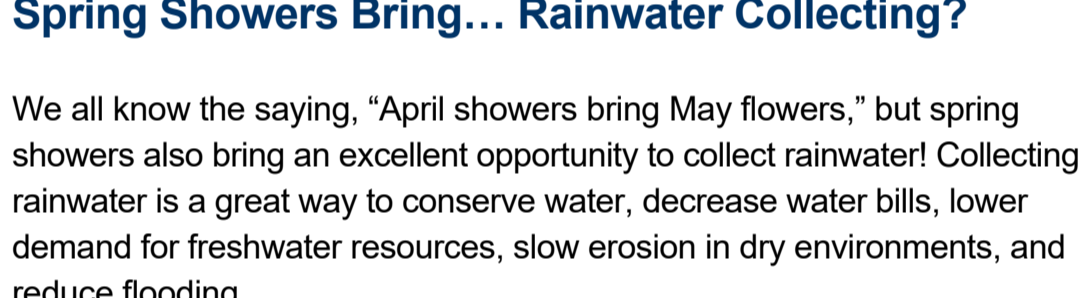 Spring Showers Bring… Rainwater Collecting?
We all know the saying, “April showers bring May flowers,” but spring
showers also bring an excellent opportunity to collect rainwater! Collecting
rainwater is a great way to conserve water, decrease water bills, lower
demand for freshwater resources, slow erosion in dry environments, and
reduce flooding